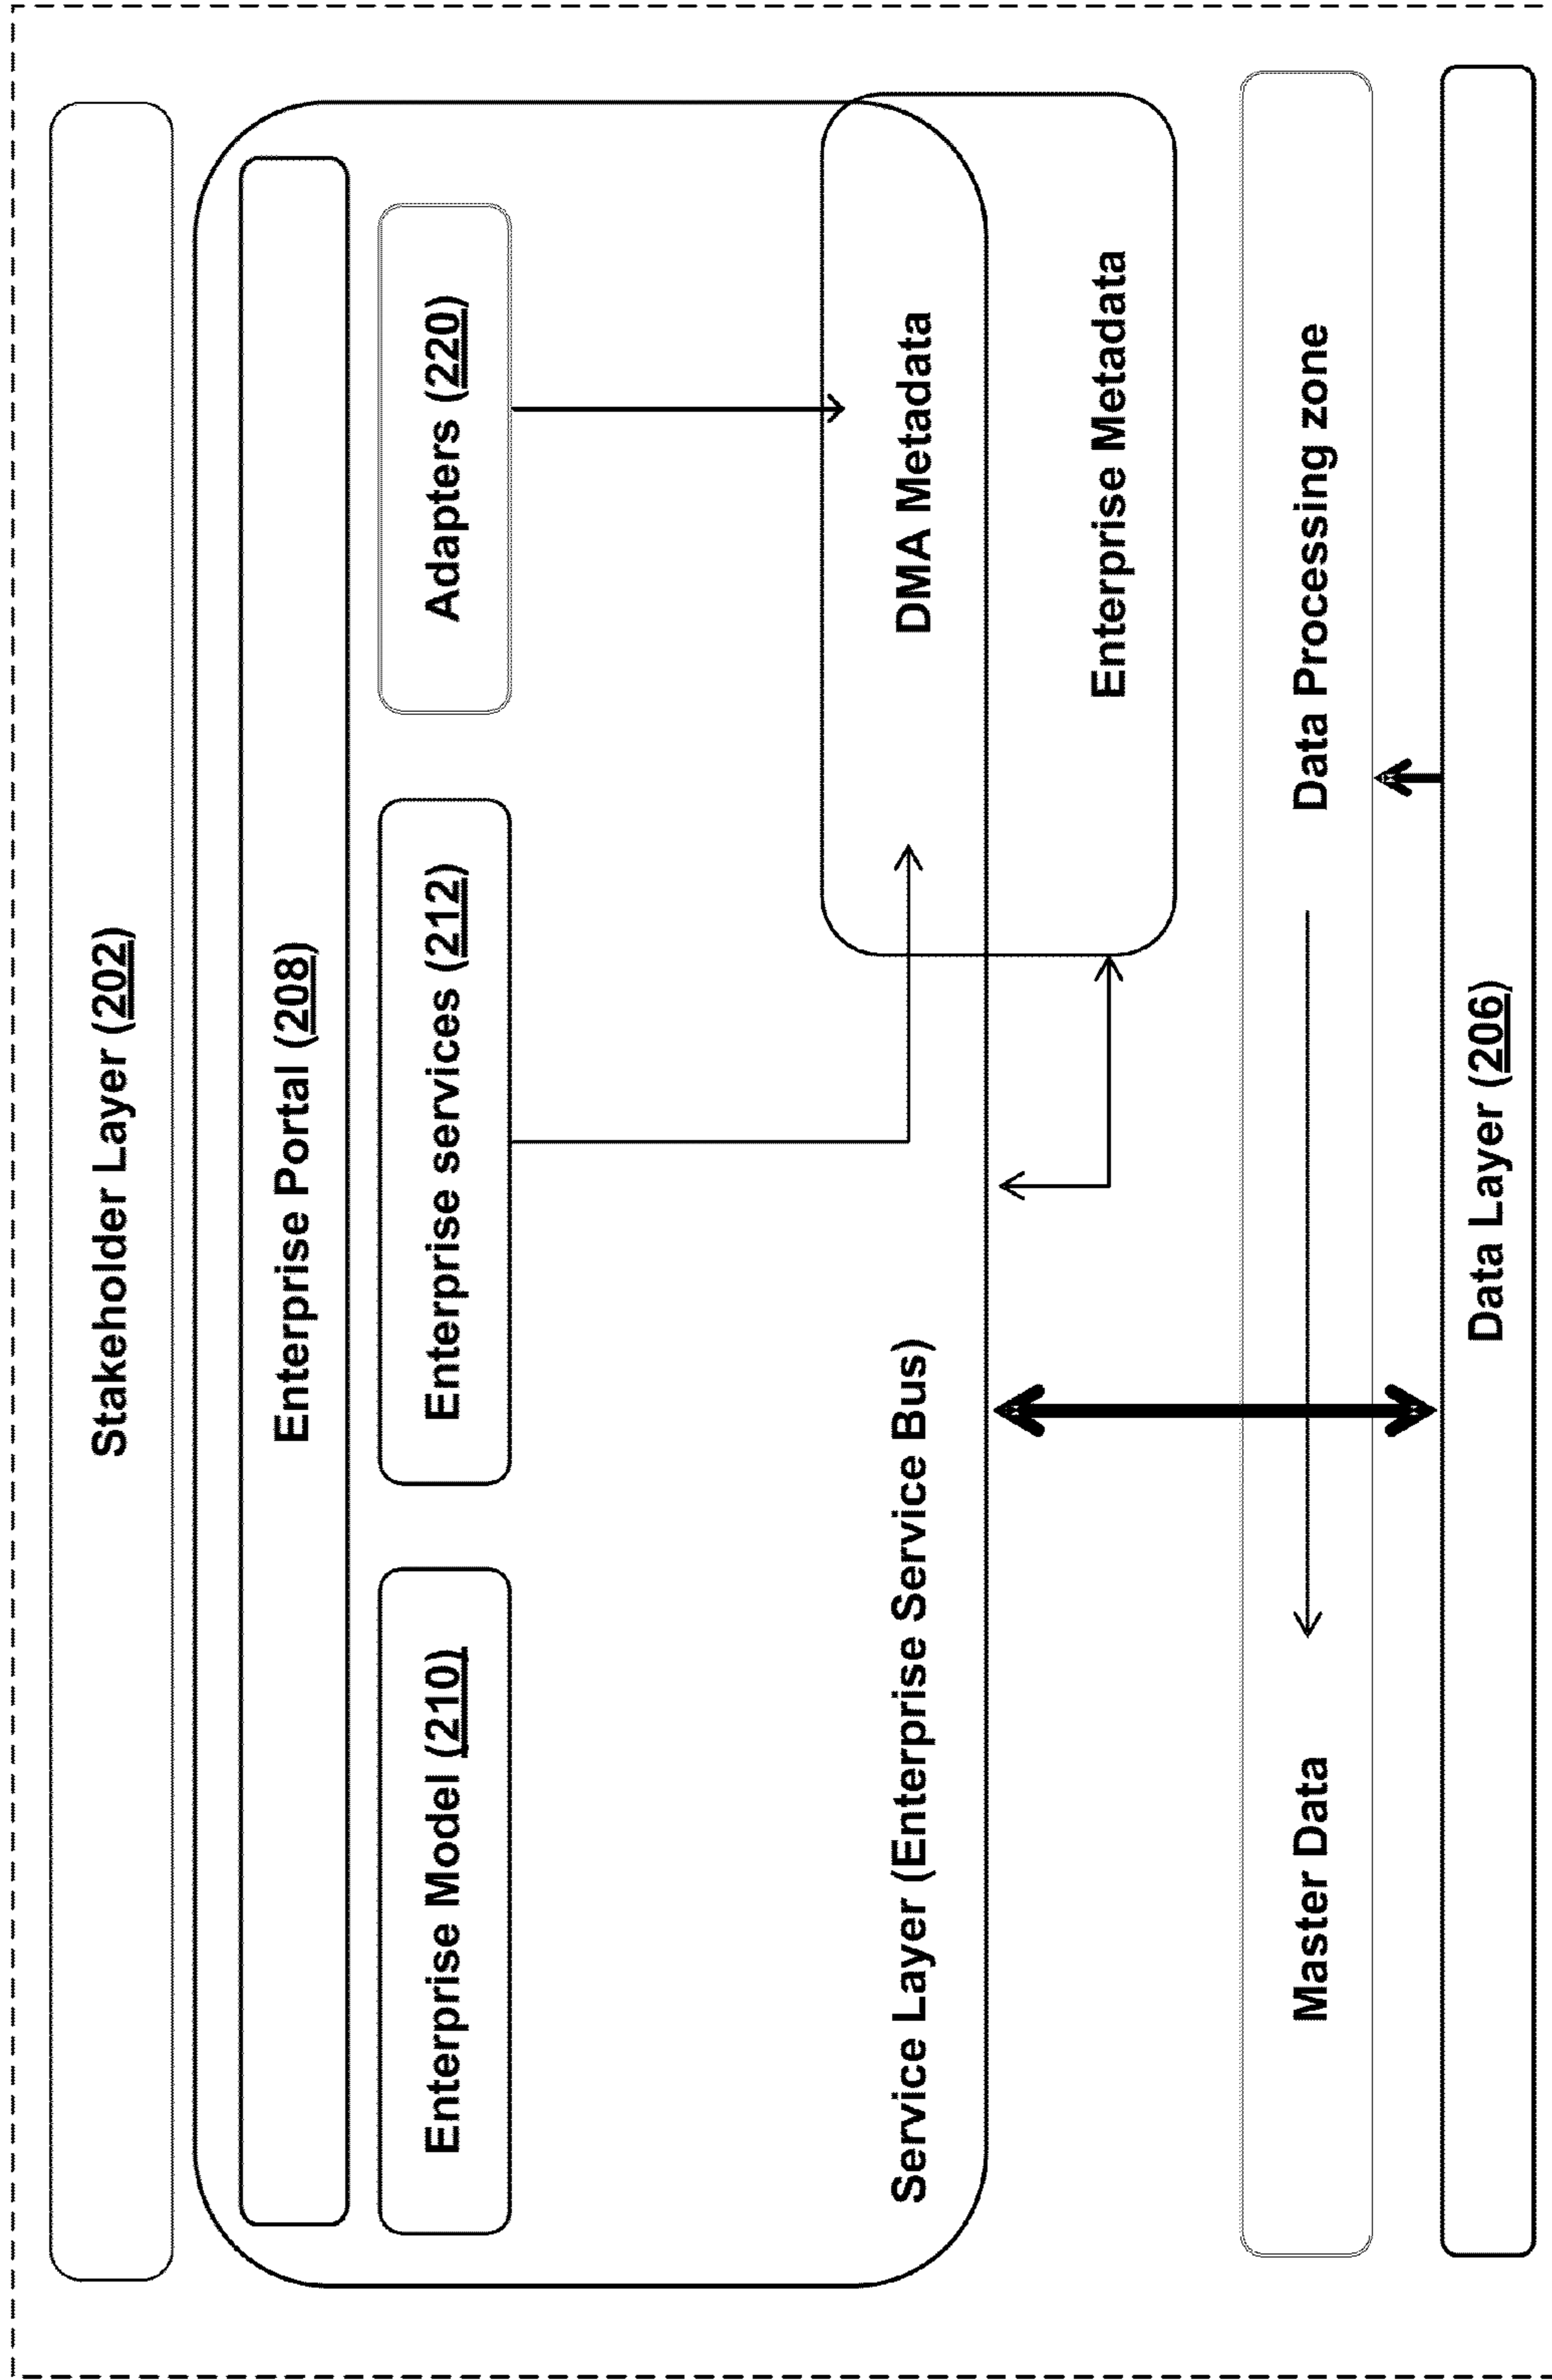 Stakeholder Layer (202)
Enterprise Portal (208)
Enterprise Model (210)
Enterprise services (212)
Adapters (220)
Service Layer (Enterprise Service Bus)
DMA Metadata
Enterprise Metadata
Master Data
Data Processing zone
Data Layer (206)